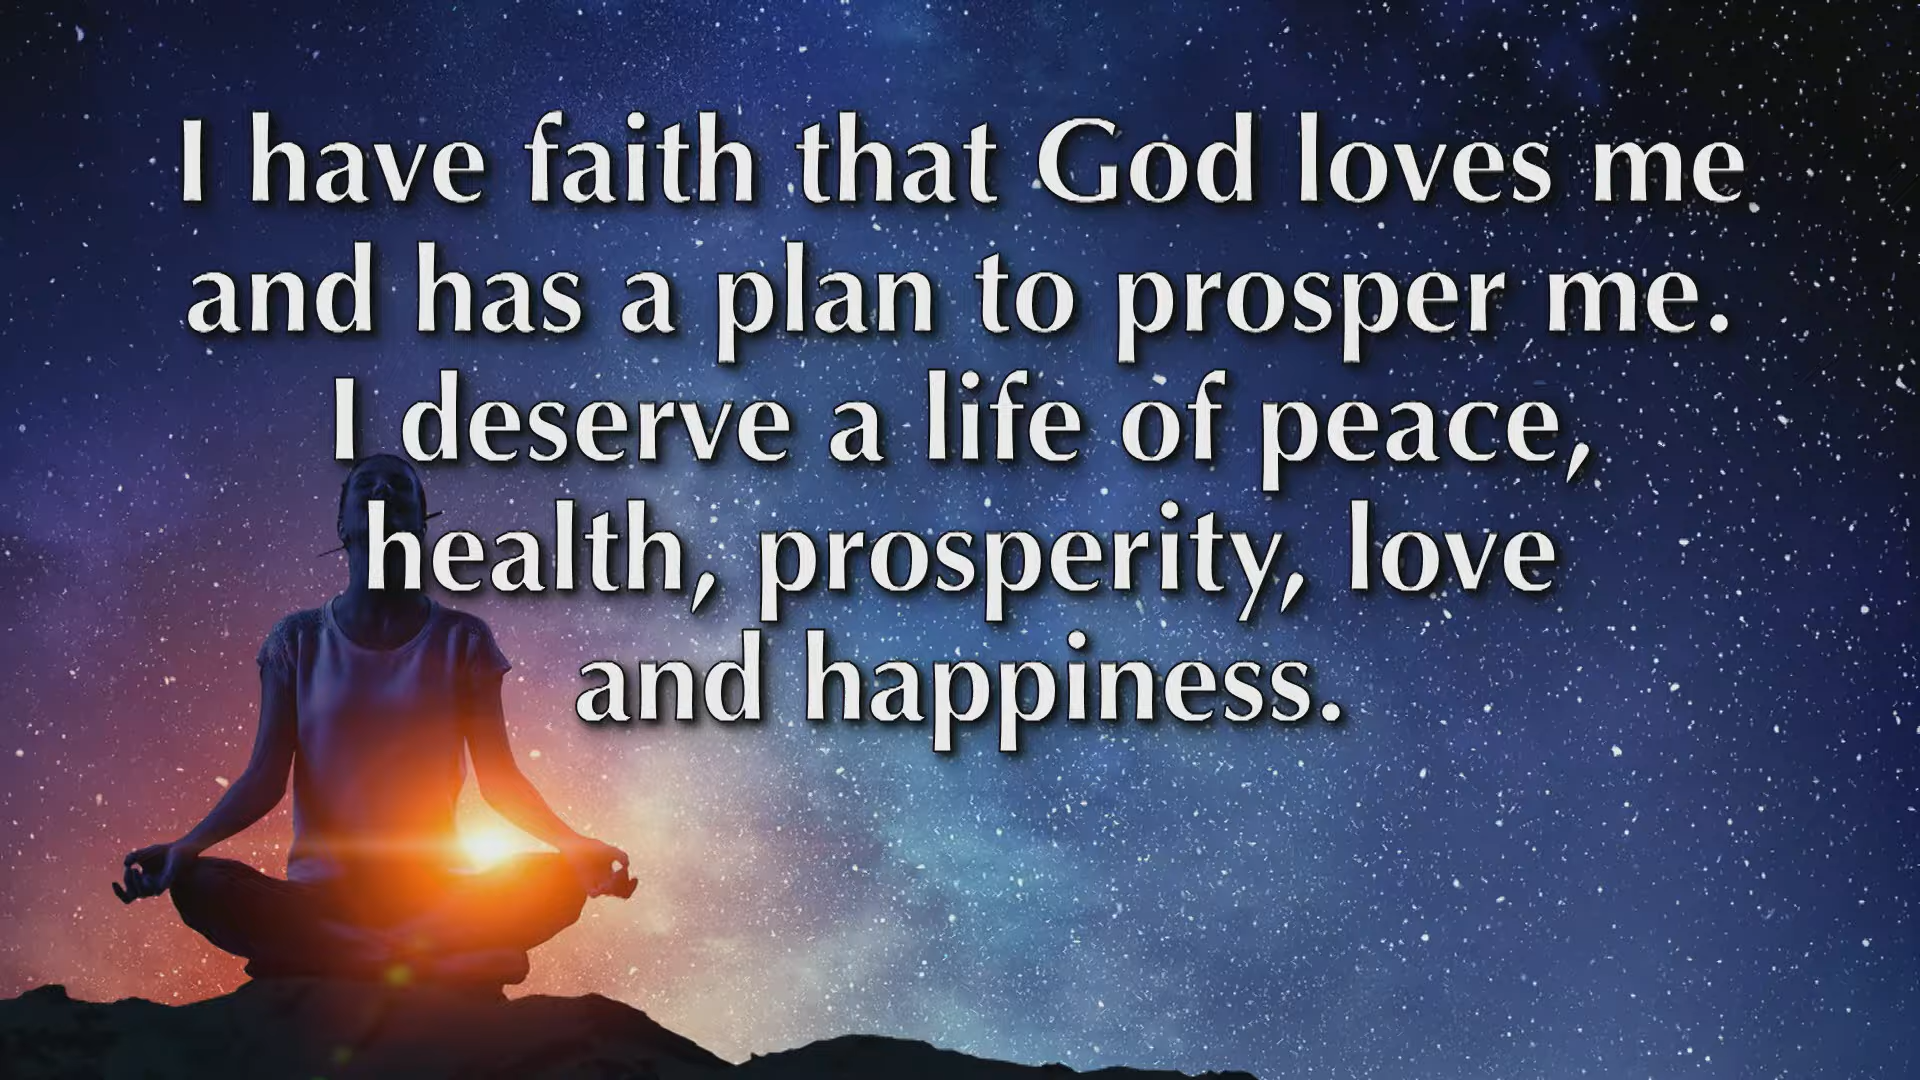 I have faith that God loves me
and has a plan to prosper me.
I deserve a life of peace,
health, prosperity, love
and happiness.